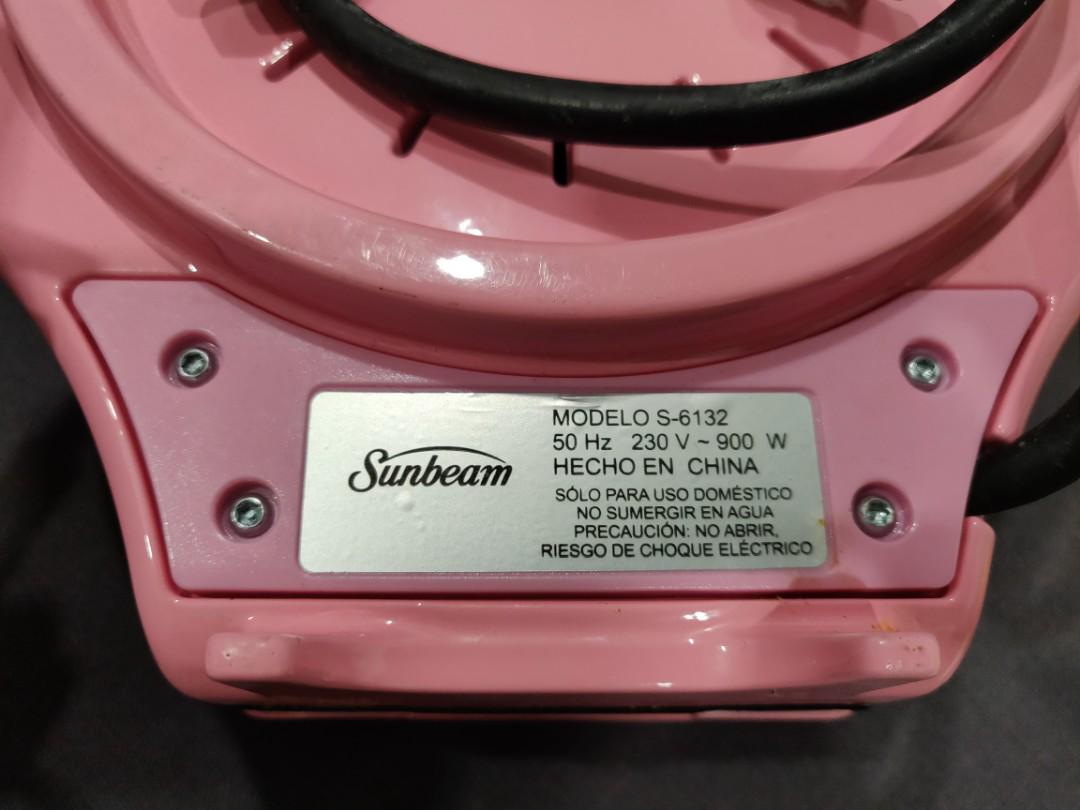 Sunbeam
MODELO S-6132
50 Hz 230 V ~ 900 W
HECHO EN CHINA
SÓLO PARA USO DOMÉSTICO
NO SUMERGIR EN AGUA
PRECAUCIÓN: NO ABRIR,
RIESGO DE CHOQUE ELÉCTRICO